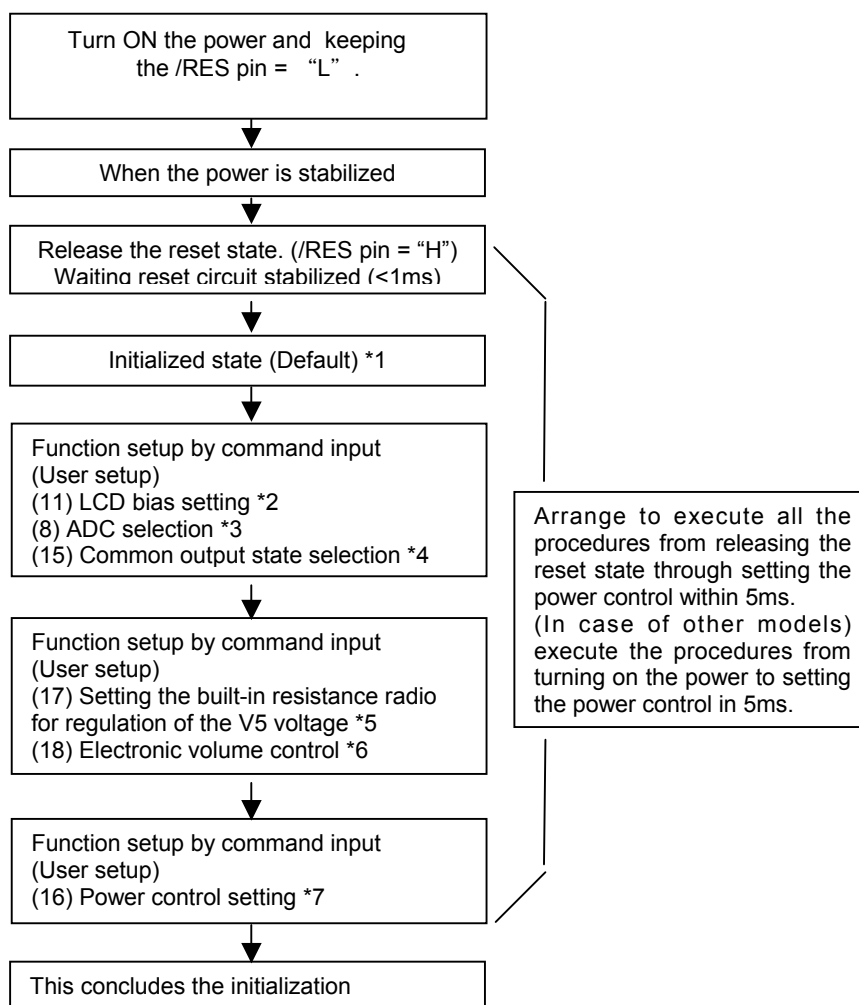 Turn ON the power and keeping
the /RES pin = “L” .
When the power is stabilized
Release the reset state. (/RES pin = “H”)
Waiting reset circuit stabilized (<1ms)
Initialized state (Default) *1
Function setup by command input
(User setup)
(11) LCD bias setting *2
(8) ADC selection *3
(15) Common output state selection *4
Function setup by command input
(User setup)
(17) Setting the built-in resistance radio
for regulation of the V5 voltage *5
(18) Electronic volume control *6
Function setup by command input
(User setup)
(16) Power control setting *7
This concludes the initialization
Arrange to execute all the
procedures from releasing the
reset state through setting the
power control within 5ms.
(In case of other models)
execute the procedures from
turning on the power to setting
the power control in 5ms.